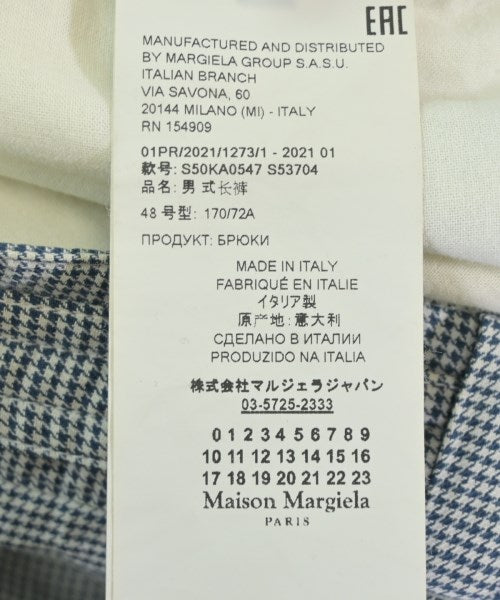 EAC
MANUFACTURED AND DISTRIBUTED
BY MARGIELA GROUP S.A.S.U.
ITALIAN BRANCH
VIA SAVONA, 60
20144 MILANO (MI) - ITALY
RN 154909
01PR/2021/1273/1 - 2021 01
款号: S50KA0547 S53704
品名: 男 式长裤
48 号型: 170/72A
ПРОДУКТ: БРЮКИ
MADE IN ITALY
FABRIQUÉ EN ITALIE
イタリア製
原产地: 意大利
СДЕЛАНО В ИТАЛИИ
PRODUZIDO NA ITALIA
株式会社マルジェラジャパン
03-5725-2333
0 1 2 3 4 5 6 7 8 9
10 11 12 13 14 15 16
17 18 19 20 21 22 23
Maison Margiela
PARIS